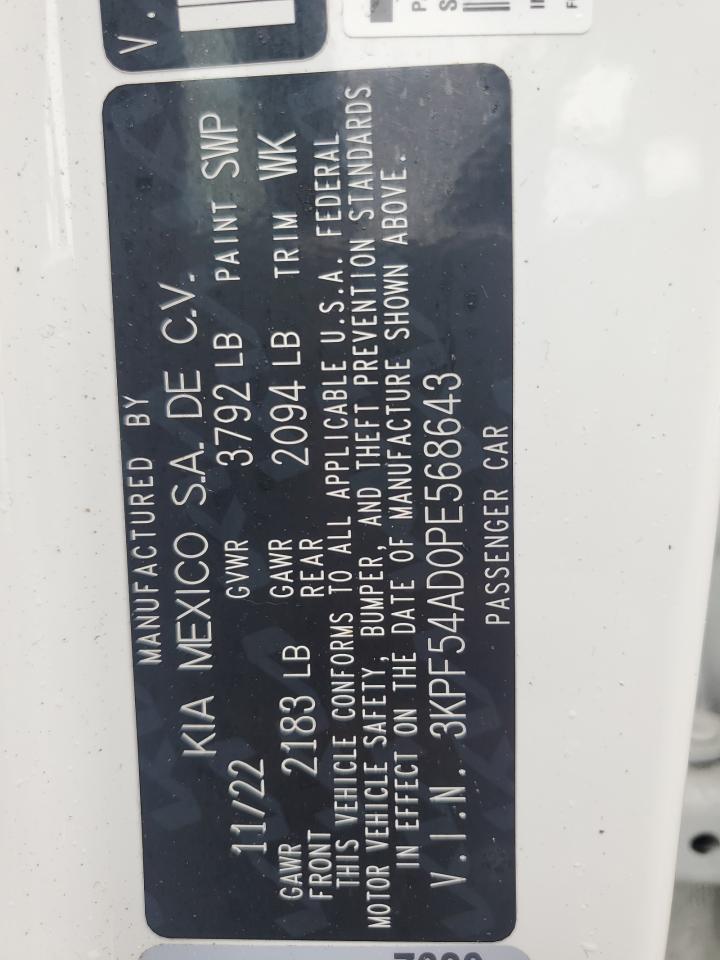 MANUFACTURED BY
KIA MEXICO S.A. DE C.V.
11/22 GVWR 3792 LB PAINT SWP
GAWR FRONT 2183 LB GAWR REAR 2094 LB TRIM WK
THIS VEHICLE CONFORMS TO ALL APPLICABLE U.S.A. FEDERAL
MOTOR VEHICLE SAFETY, BUMPER, AND THEFT PREVENTION STANDARDS
IN EFFECT ON THE DATE OF MANUFACTURE SHOWN ABOVE.
V.I.N. 3KPF54AD0PE568643
PASSENGER CAR